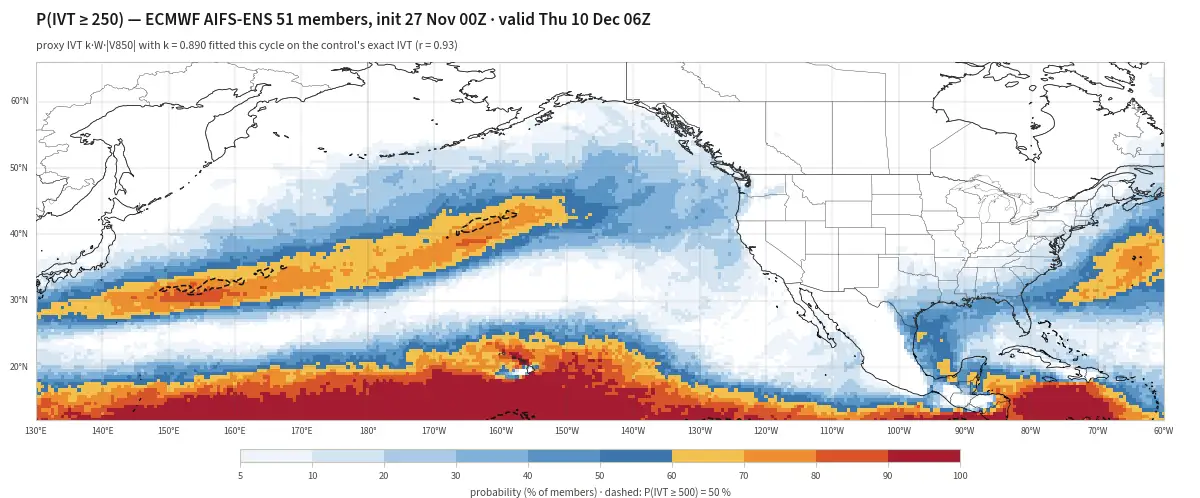 P(IVT ≥ 250) — ECMWF AIFS-ENS 51 members, init 27 Nov 00Z · valid Thu 10 Dec 06Z
proxy IVT k·W·|V850| with k = 0.890 fitted this cycle on the control's exact IVT (r = 0.93)
60°N
50°N
40°N
30°N
20°N
130°E 140°E 150°E 160°E 170°E 180° 170°W 160°W 150°W 140°W 130°W 120°W 110°W 100°W 90°W 80°W 70°W 60°W
5 10 20 30 40 50 60 70 80 90 100
probability (% of members) · dashed: P(IVT ≥ 500) = 50 %